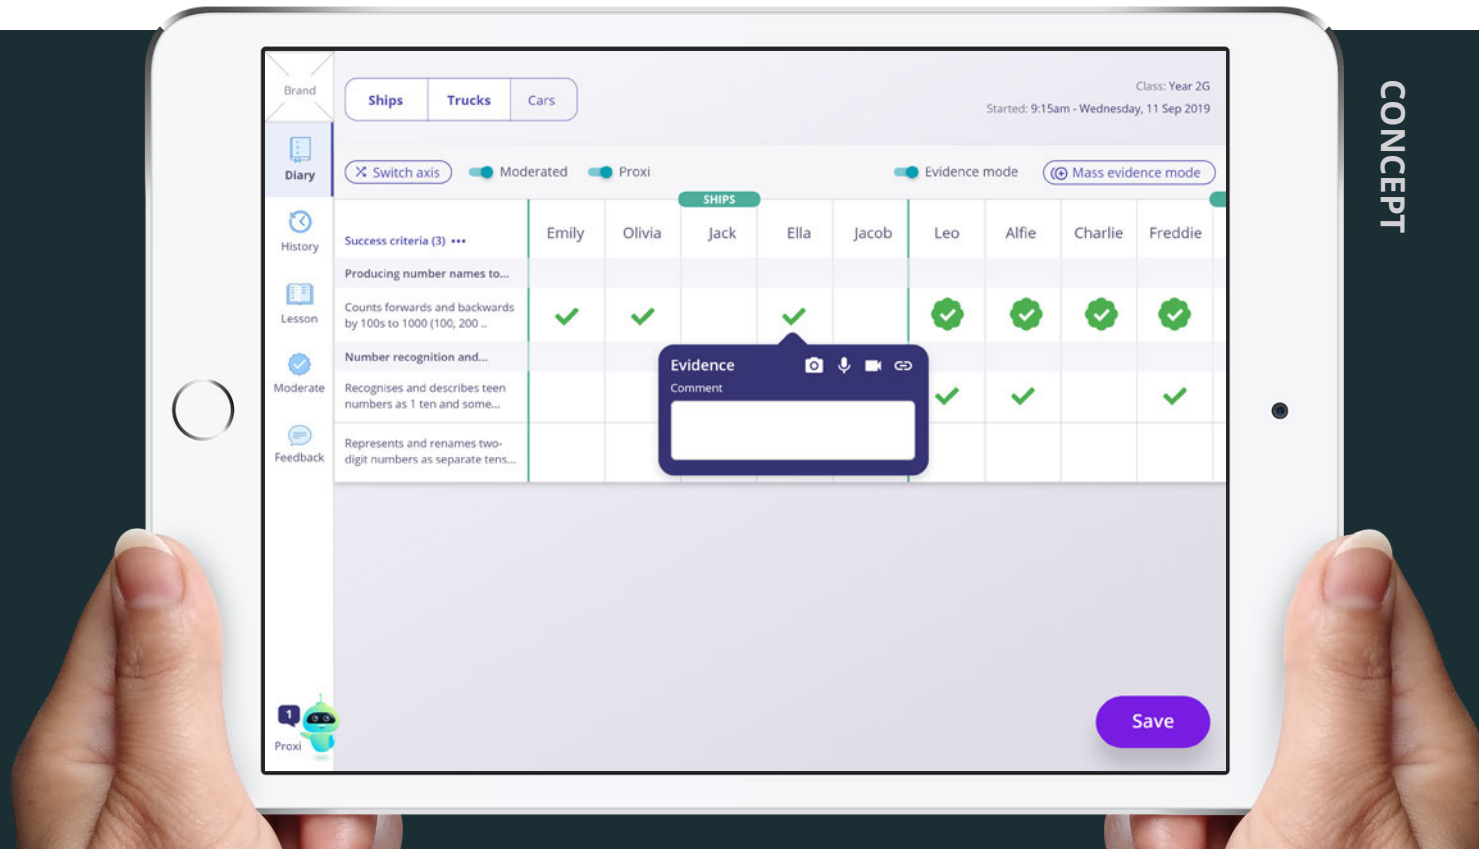 CONCEPT
Brand
Ships
Trucks
Cars
Class: Year 2G
Started: 9:15am - Wednesday, 11 Sep 2019
Diary
History
Lesson
Moderate
Feedback
1
Proxi
Switch axis
Moderated
Proxi
Evidence mode
Mass evidence mode
SHIPS
Success criteria (3) •••
Emily
Olivia
Jack
Ella
Jacob
Leo
Alfie
Charlie
Freddie
Producing number names to...
Counts forwards and backwards
by 100s to 1000 (100, 200 ..
Number recognition and...
Recognises and describes teen
numbers as 1 ten and some...
Represents and renames two-
digit numbers as separate tens...
Evidence
Comment
Save